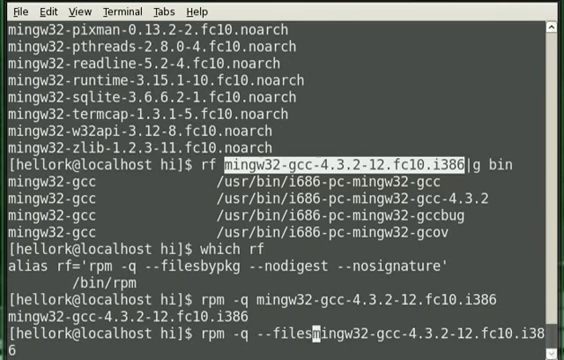 File Edit View Terminal Tabs Help
mingw32-pixman-0.13.2-2.fc10.noarch
mingw32-pthreads-2.8.0-4.fc10.noarch
mingw32-readline-5.2-4.fc10.noarch
mingw32-runtime-3.15.1-10.fc10.noarch
mingw32-sqlite-3.6.6.2-1.fc10.noarch
mingw32-termcap-1.3.1-5.fc10.noarch
mingw32-w32api-3.12-8.fc10.noarch
mingw32-zlib-1.2.3-11.fc10.noarch
[hellork@localhost hi]$ rf mingw32-gcc-4.3.2-12.fc10.i386|g bin
mingw32-gcc /usr/bin/i686-pc-mingw32-gcc
mingw32-gcc /usr/bin/i686-pc-mingw32-gcc-4.3.2
mingw32-gcc /usr/bin/i686-pc-mingw32-gccbug
mingw32-gcc /usr/bin/i686-pc-mingw32-gcov
[hellork@localhost hi]$ which rf
alias rf='rpm -q --filesbypkg --nodigest --nosignature'
/bin/rpm
[hellork@localhost hi]$ rpm -q mingw32-gcc-4.3.2-12.fc10.i386
mingw32-gcc-4.3.2-12.fc10.i386
[hellork@localhost hi]$ rpm -q --filesmingw32-gcc-4.3.2-12.fc10.i38
6